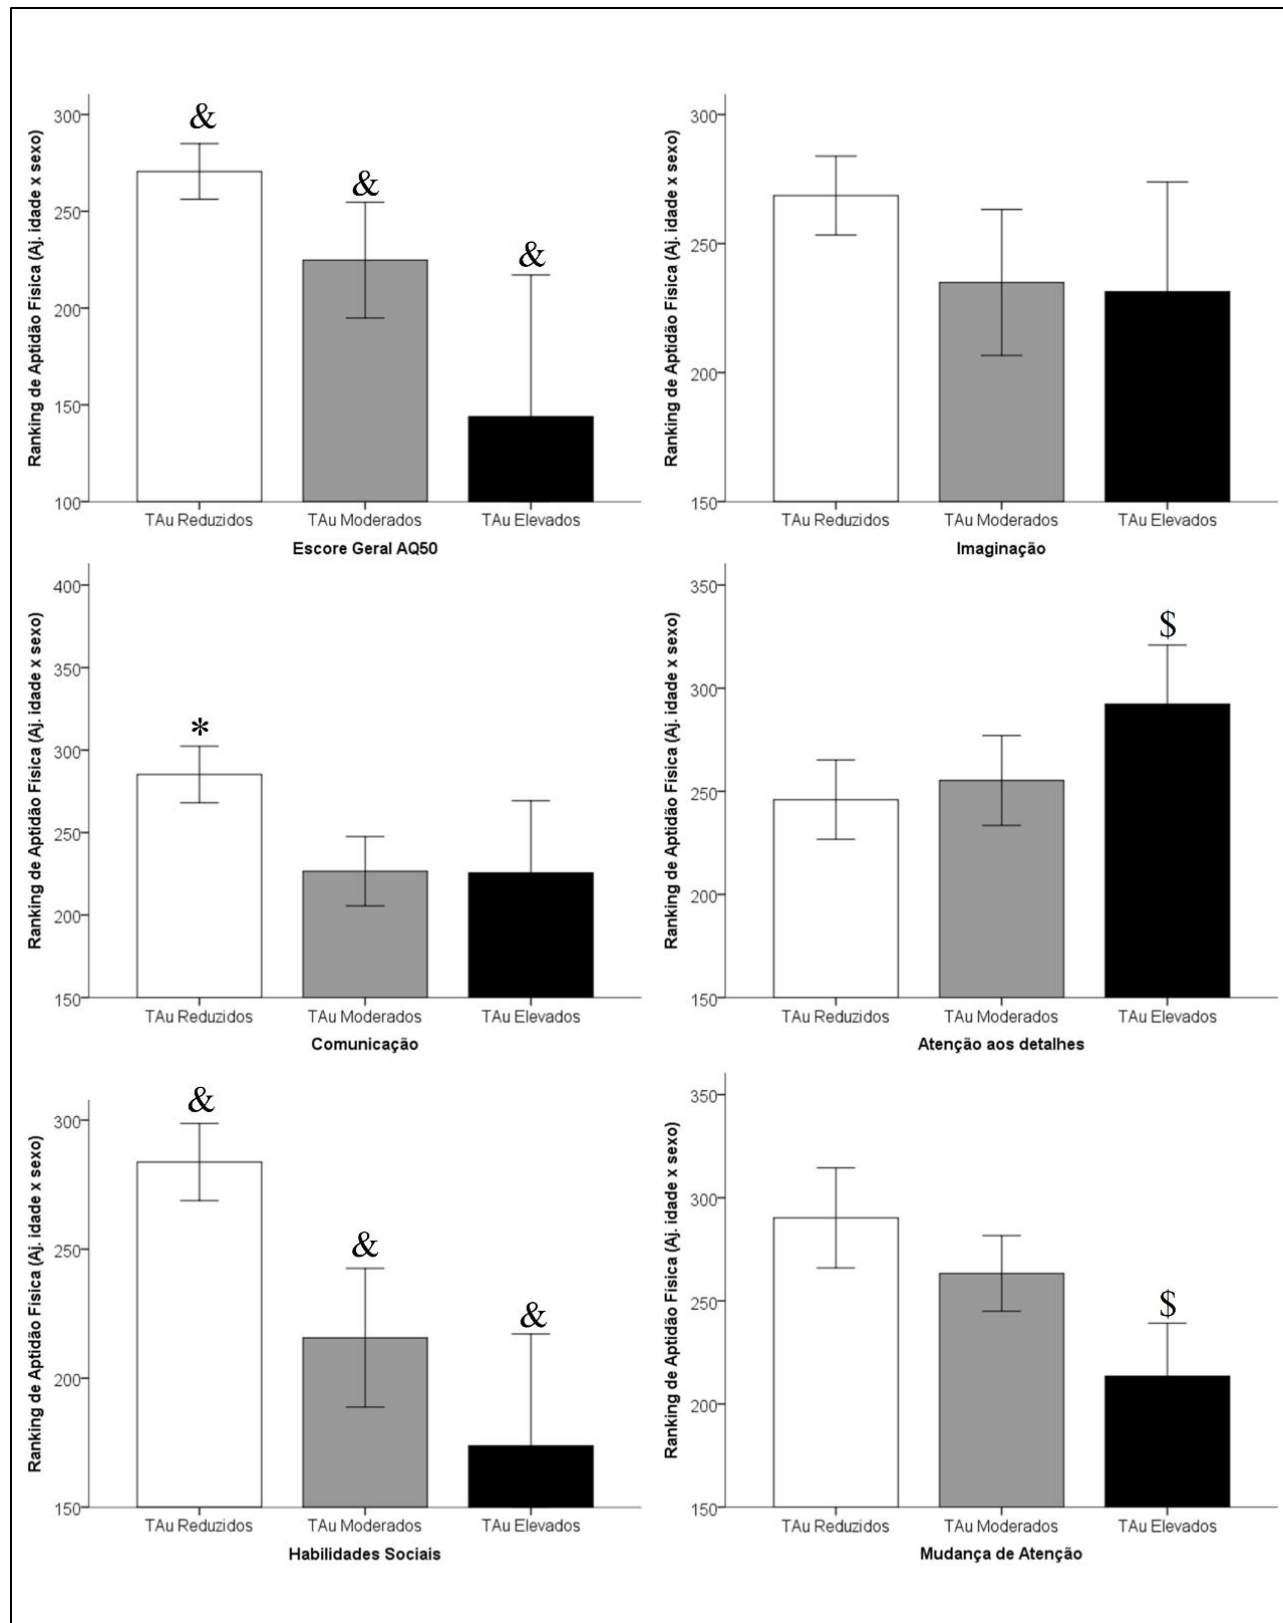 Ranking de Aptidão Física (Aj. idade x sexo)
300
250
200
150
100
&
&
&
TAu Reduzidos TAu Moderados TAu Elevados
Escore Geral AQ50
Ranking de Aptidão Física (Aj. idade x sexo)
300
250
200
150
TAu Reduzidos TAu Moderados TAu Elevados
Imaginação
Ranking de Aptidão Física (Aj. idade x sexo)
400
350
300
250
200
150
*
TAu Reduzidos TAu Moderados TAu Elevados
Comunicação
Ranking de Aptidão Física (Aj. idade x sexo)
350
300
250
200
150
$
TAu Reduzidos TAu Moderados TAu Elevados
Atenção aos detalhes
Ranking de Aptidão Física (Aj. idade x sexo)
300
250
200
150
&
&
&
TAu Reduzidos TAu Moderados TAu Elevados
Habilidades Sociais
Ranking de Aptidão Física (Aj. idade x sexo)
350
300
250
200
150
$
TAu Reduzidos TAu Moderados TAu Elevados
Mudança de Atenção